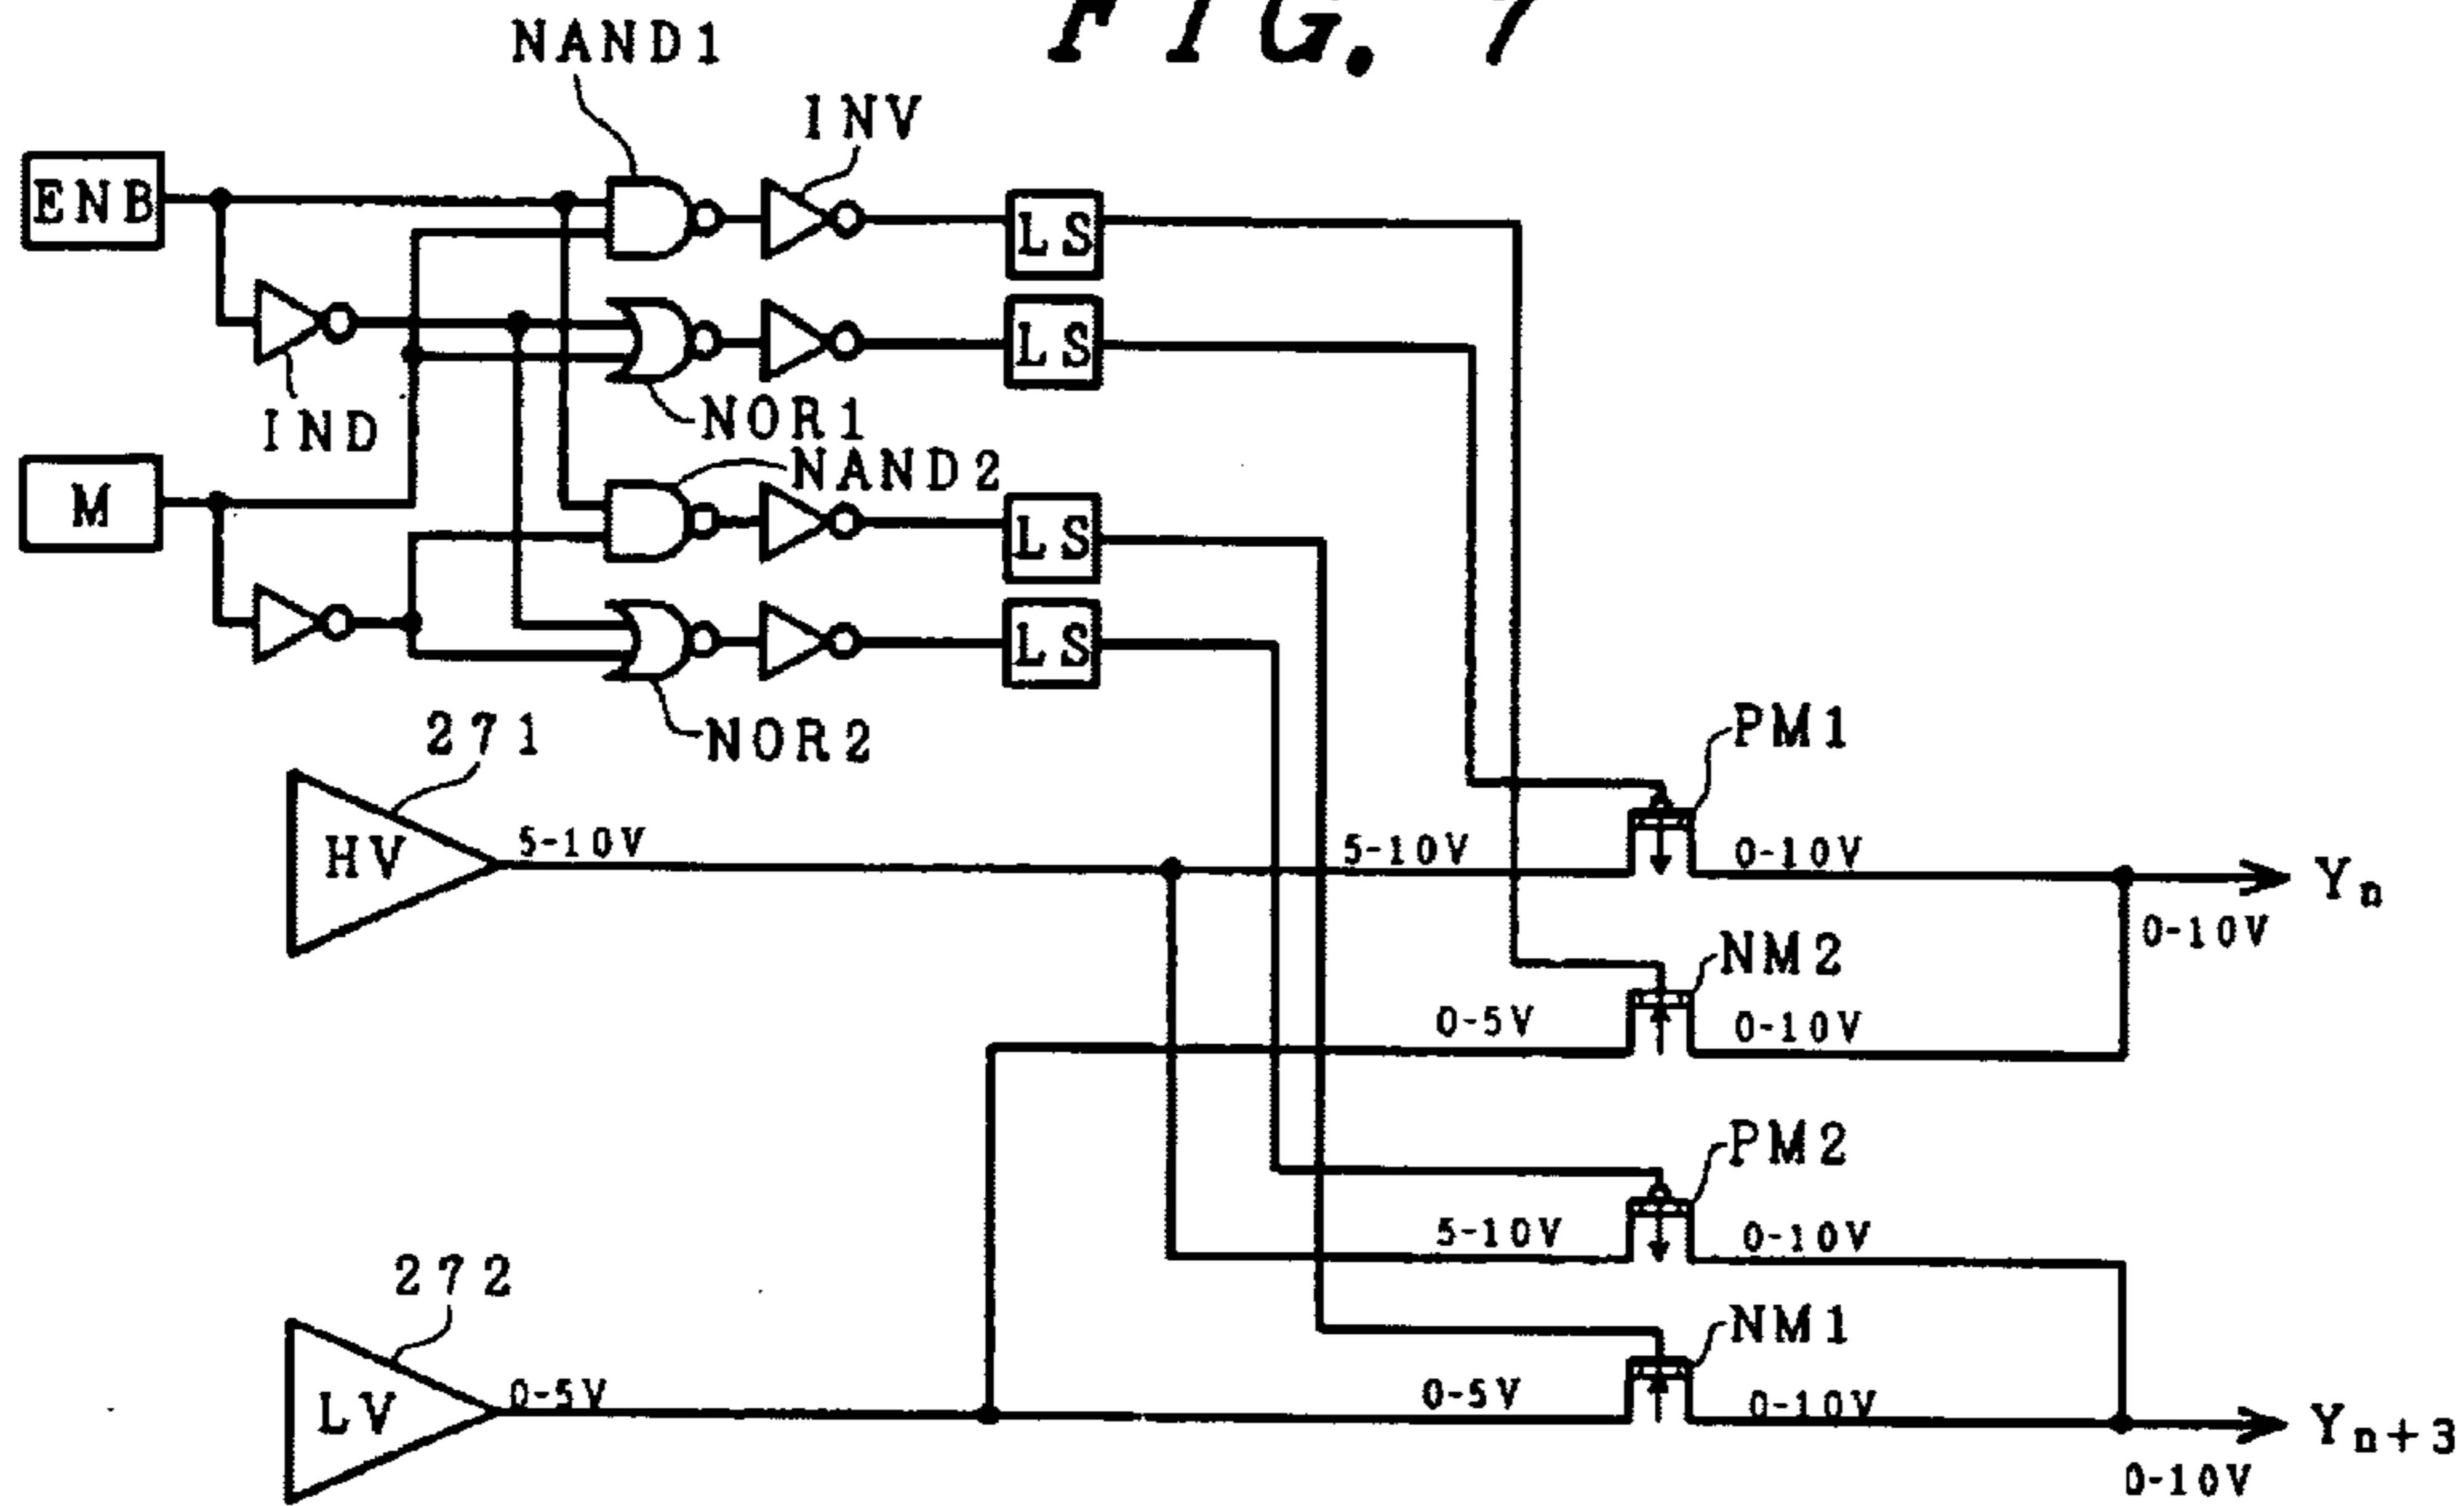 FIG. 7
NAND1
INV
ENB
LS
LS
IND
NOR1
NAND2
M
LS
LS
NOR2
271
PM1
HV
5-10V
5-10V
0-10V
Yn
0-10V
NM2
0-5V
0-10V
PM2
5-10V
0-10V
272
NM1
LV
0-5V
0-5V
0-10V
Yn+3
0-10V